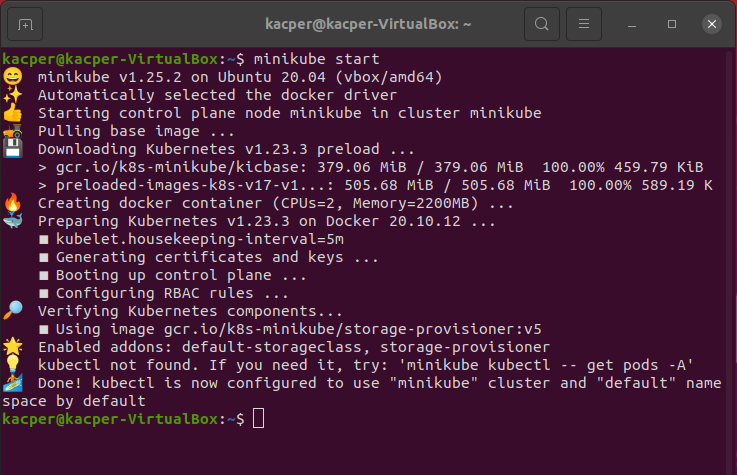 kacper@kacper-VirtualBox: ~
kacper@kacper-VirtualBox:~$ minikube start
😄 minikube v1.25.2 on Ubuntu 20.04 (vbox/amd64)
✨ Automatically selected the docker driver
👍 Starting control plane node minikube in cluster minikube
🚜 Pulling base image ...
💾 Downloading Kubernetes v1.23.3 preload ...
> gcr.io/k8s-minikube/kicbase: 379.06 MiB / 379.06 MiB 100.00% 459.79 KiB
> preloaded-images-k8s-v17-v1...: 505.68 MiB / 505.68 MiB 100.00% 589.19 K
🔥 Creating docker container (CPUs=2, Memory=2200MB) ...
🐳 Preparing Kubernetes v1.23.3 on Docker 20.10.12 ...
▪ kubelet.housekeeping-interval=5m
▪ Generating certificates and keys ...
▪ Booting up control plane ...
▪ Configuring RBAC rules ...
🔎 Verifying Kubernetes components...
▪ Using image gcr.io/k8s-minikube/storage-provisioner:v5
🌟 Enabled addons: default-storageclass, storage-provisioner
💡 kubectl not found. If you need it, try: 'minikube kubectl -- get pods -A'
🏄 Done! kubectl is now configured to use "minikube" cluster and "default" name
space by default
kacper@kacper-VirtualBox:~$